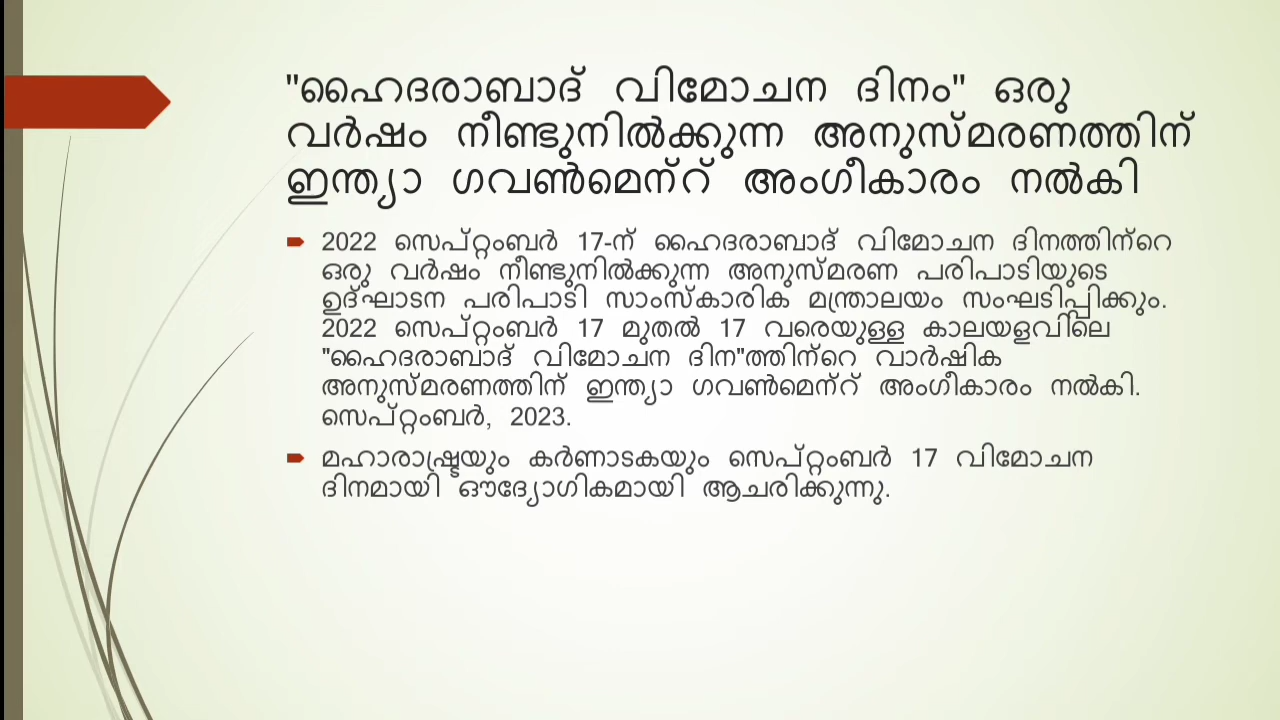 "ഹൈദരാബാദ് വിമോചന ദിനം" ഒരു
വർഷം നീണ്ടുനിൽക്കുന്ന അനുസ്മരണത്തിന്
ഇന്ത്യാ ഗവൺമെന്റ് അംഗീകാരം നൽകി
2022 സെപ്റ്റംബർ 17-ന് ഹൈദരാബാദ് വിമോചന ദിനത്തിന്റെ
ഒരു വർഷം നീണ്ടുനിൽക്കുന്ന അനുസ്മരണ പരിപാടിയുടെ
ഉദ്ഘാടന പരിപാടി സാംസ്കാരിക മന്ത്രാലയം സംഘടിപ്പിക്കും.
2022 സെപ്റ്റംബർ 17 മുതൽ 17 വരെയുള്ള കാലയളവിലെ
"ഹൈദരാബാദ് വിമോചന ദിന"ത്തിന്റെ വാർഷിക
അനുസ്മരണത്തിന് ഇന്ത്യാ ഗവൺമെന്റ് അംഗീകാരം നൽകി.
സെപ്റ്റംബർ, 2023.
മഹാരാഷ്ട്രയും കർണാടകയും സെപ്റ്റംബർ 17 വിമോചന
ദിനമായി ഔദ്യോഗികമായി ആചരിക്കുന്നു.